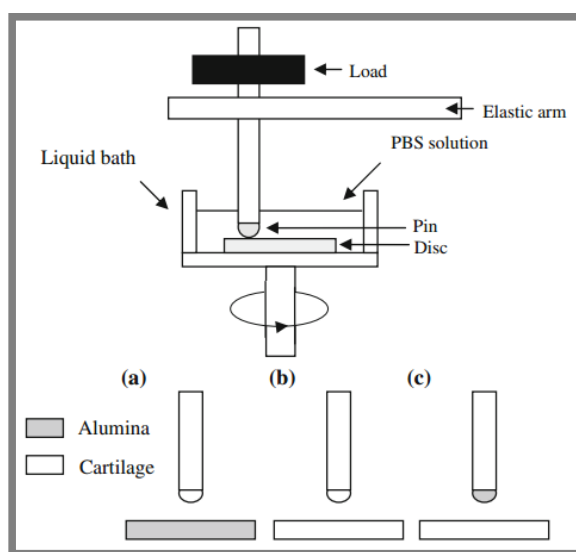 Load
Elastic arm
PBS solution
Liquid bath
Pin
Disc
(a) (b) (c)
Alumina
Cartilage